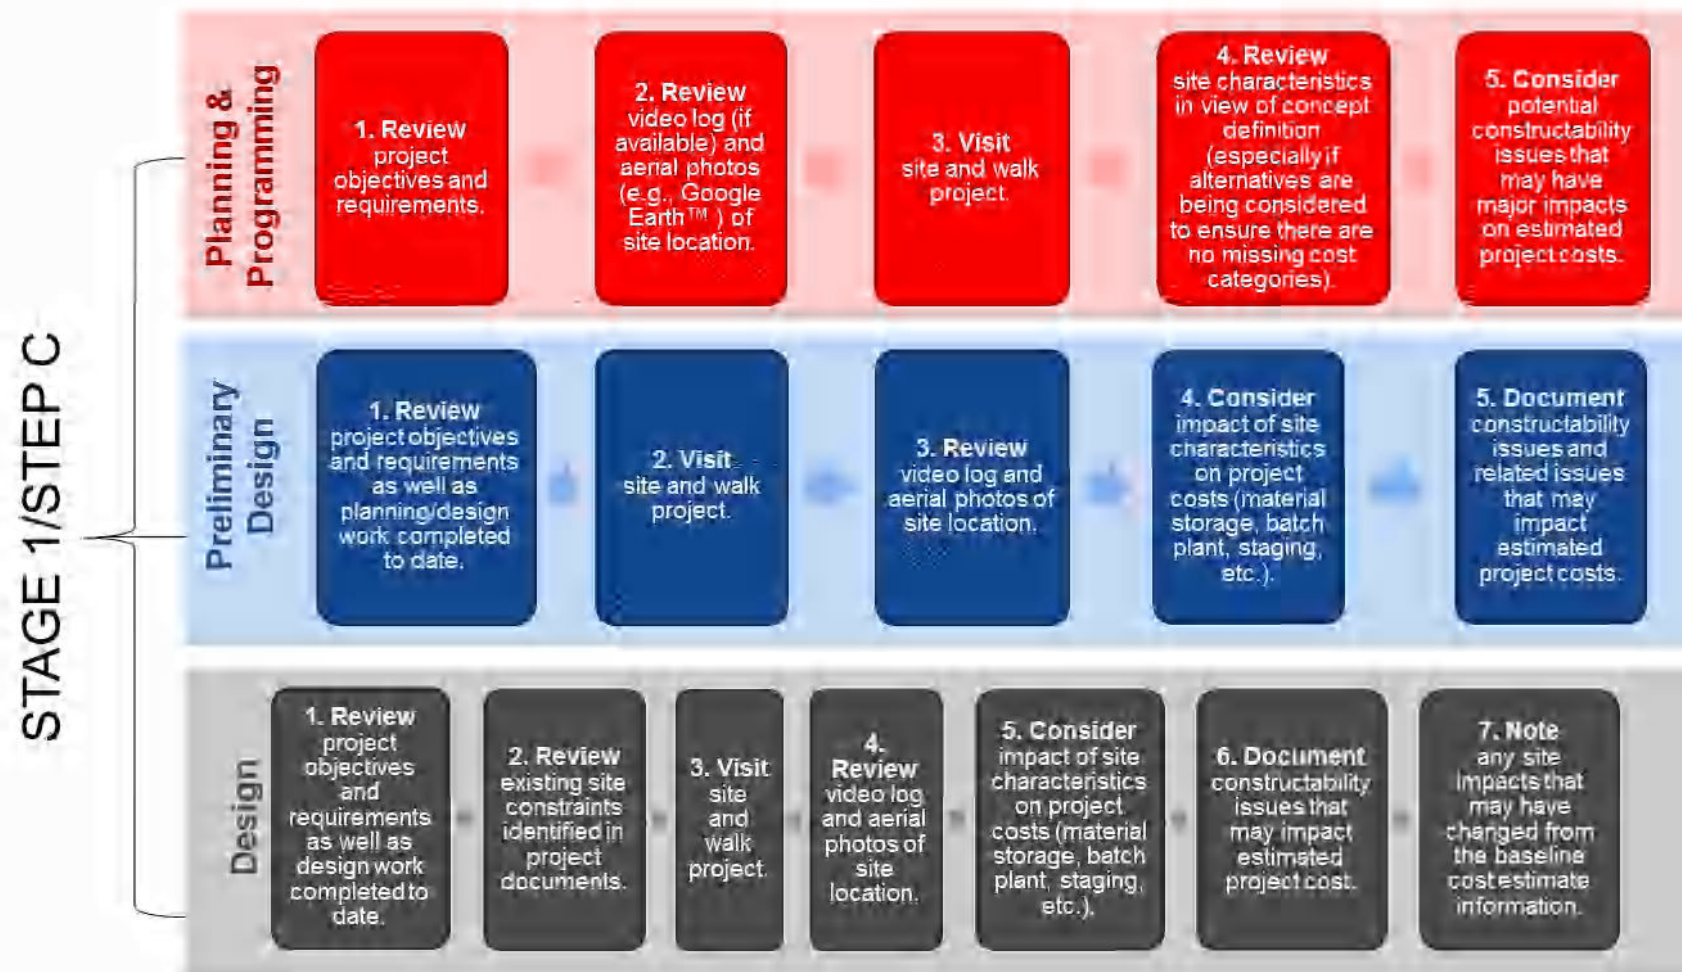 STAGE 1/STEP C
Planning &
Programming
1. Review
project
objectives and
requirements.
2. Review
video log (if
available) and
aerial photos
(e.g., Google
Earth™ ) of
site location.
3. Visit
site and walk
project.
4. Review
site characteristics
in view of concept
definition
(especially if
alternatives are
being considered
to ensure there are
no missing cost
categories).
5. Consider
potential
constructability
issues that
may have
major impacts
on estimated
project costs.
Preliminary
Design
1. Review
project objectives
and requirements
as well as
planning/design
work completed
to date.
2. Visit
site and walk
project.
3. Review
video log and
aerial photos of
site location.
4. Consider
impact of site
characteristics
on project
costs (material
storage, batch
plant, staging,
etc.).
5. Document
constructability
issues and
related issues
that may
impact
estimated
project costs.
Design
1. Review
project
objectives
and
requirements
as well as
design work
completed to
date.
2. Review
existing site
constraints
identified in
project
documents.
3. Visit
site
and
walk
project.
4.
Review
video log
and aerial
photos of
site
location.
5. Consider
impact of site
characteristics
on project
costs (material
storage, batch
plant, staging,
etc.).
6. Document
constructability
issues that
may impact
estimated
project cost.
7. Note
any site
impacts that
may have
changed from
the baseline
cost estimate
information.